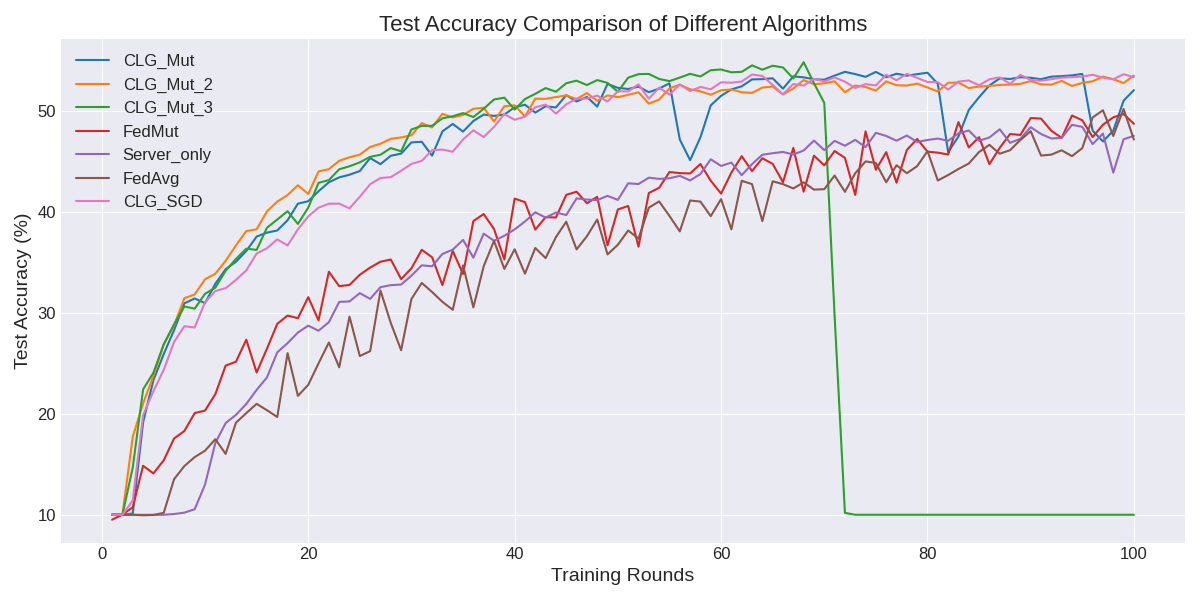 Test Accuracy Comparison of Different Algorithms
CLG_Mut
CLG_Mut_2
CLG_Mut_3
FedMut
Server_only
FedAvg
CLG_SGD
Test Accuracy (%)
50
40
30
20
10
0 20 40 60 80 100
Training Rounds